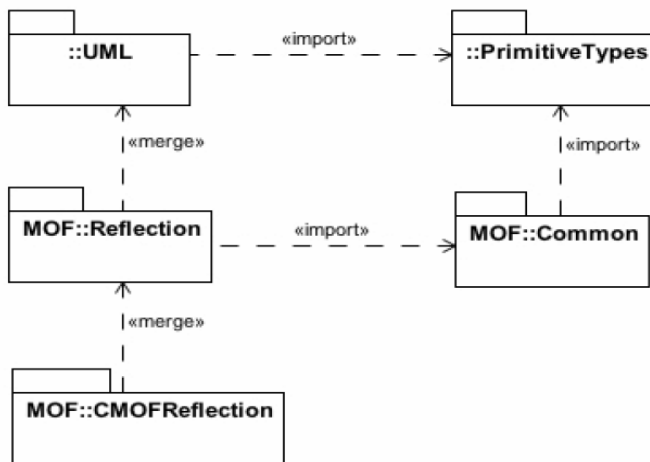 «import»
::UML
::PrimitiveTypes
«merge»
«import»
MOF::Reflection
«import»
MOF::Common
«merge»
MOF::CMOFReflection